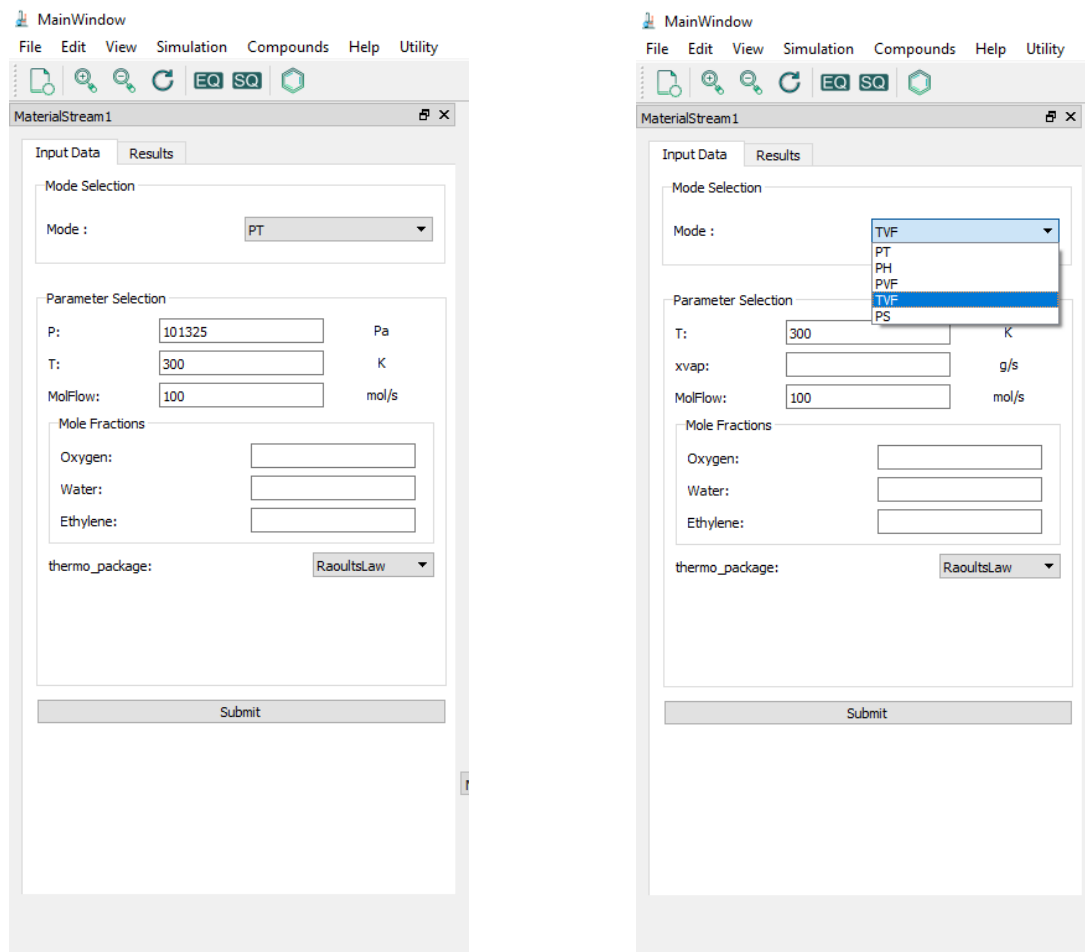 MainWindow
File Edit View Simulation Compounds Help Utility
EQ SQ
MaterialStream1
Input Data Results
Mode Selection
Mode : PT
Parameter Selection
P: 101325 Pa
T: 300 K
MolFlow: 100 mol/s
Mole Fractions
Oxygen:
Water:
Ethylene:
thermo_package: RaoultsLaw
Submit
MainWindow
File Edit View Simulation Compounds Help Utility
EQ SQ
MaterialStream1
Input Data Results
Mode Selection
Mode : TVF
PT
PH
PVF
TVF
PS
Parameter Selection
T: 300 K
xvap: g/s
MolFlow: 100 mol/s
Mole Fractions
Oxygen:
Water:
Ethylene:
thermo_package: RaoultsLaw
Submit